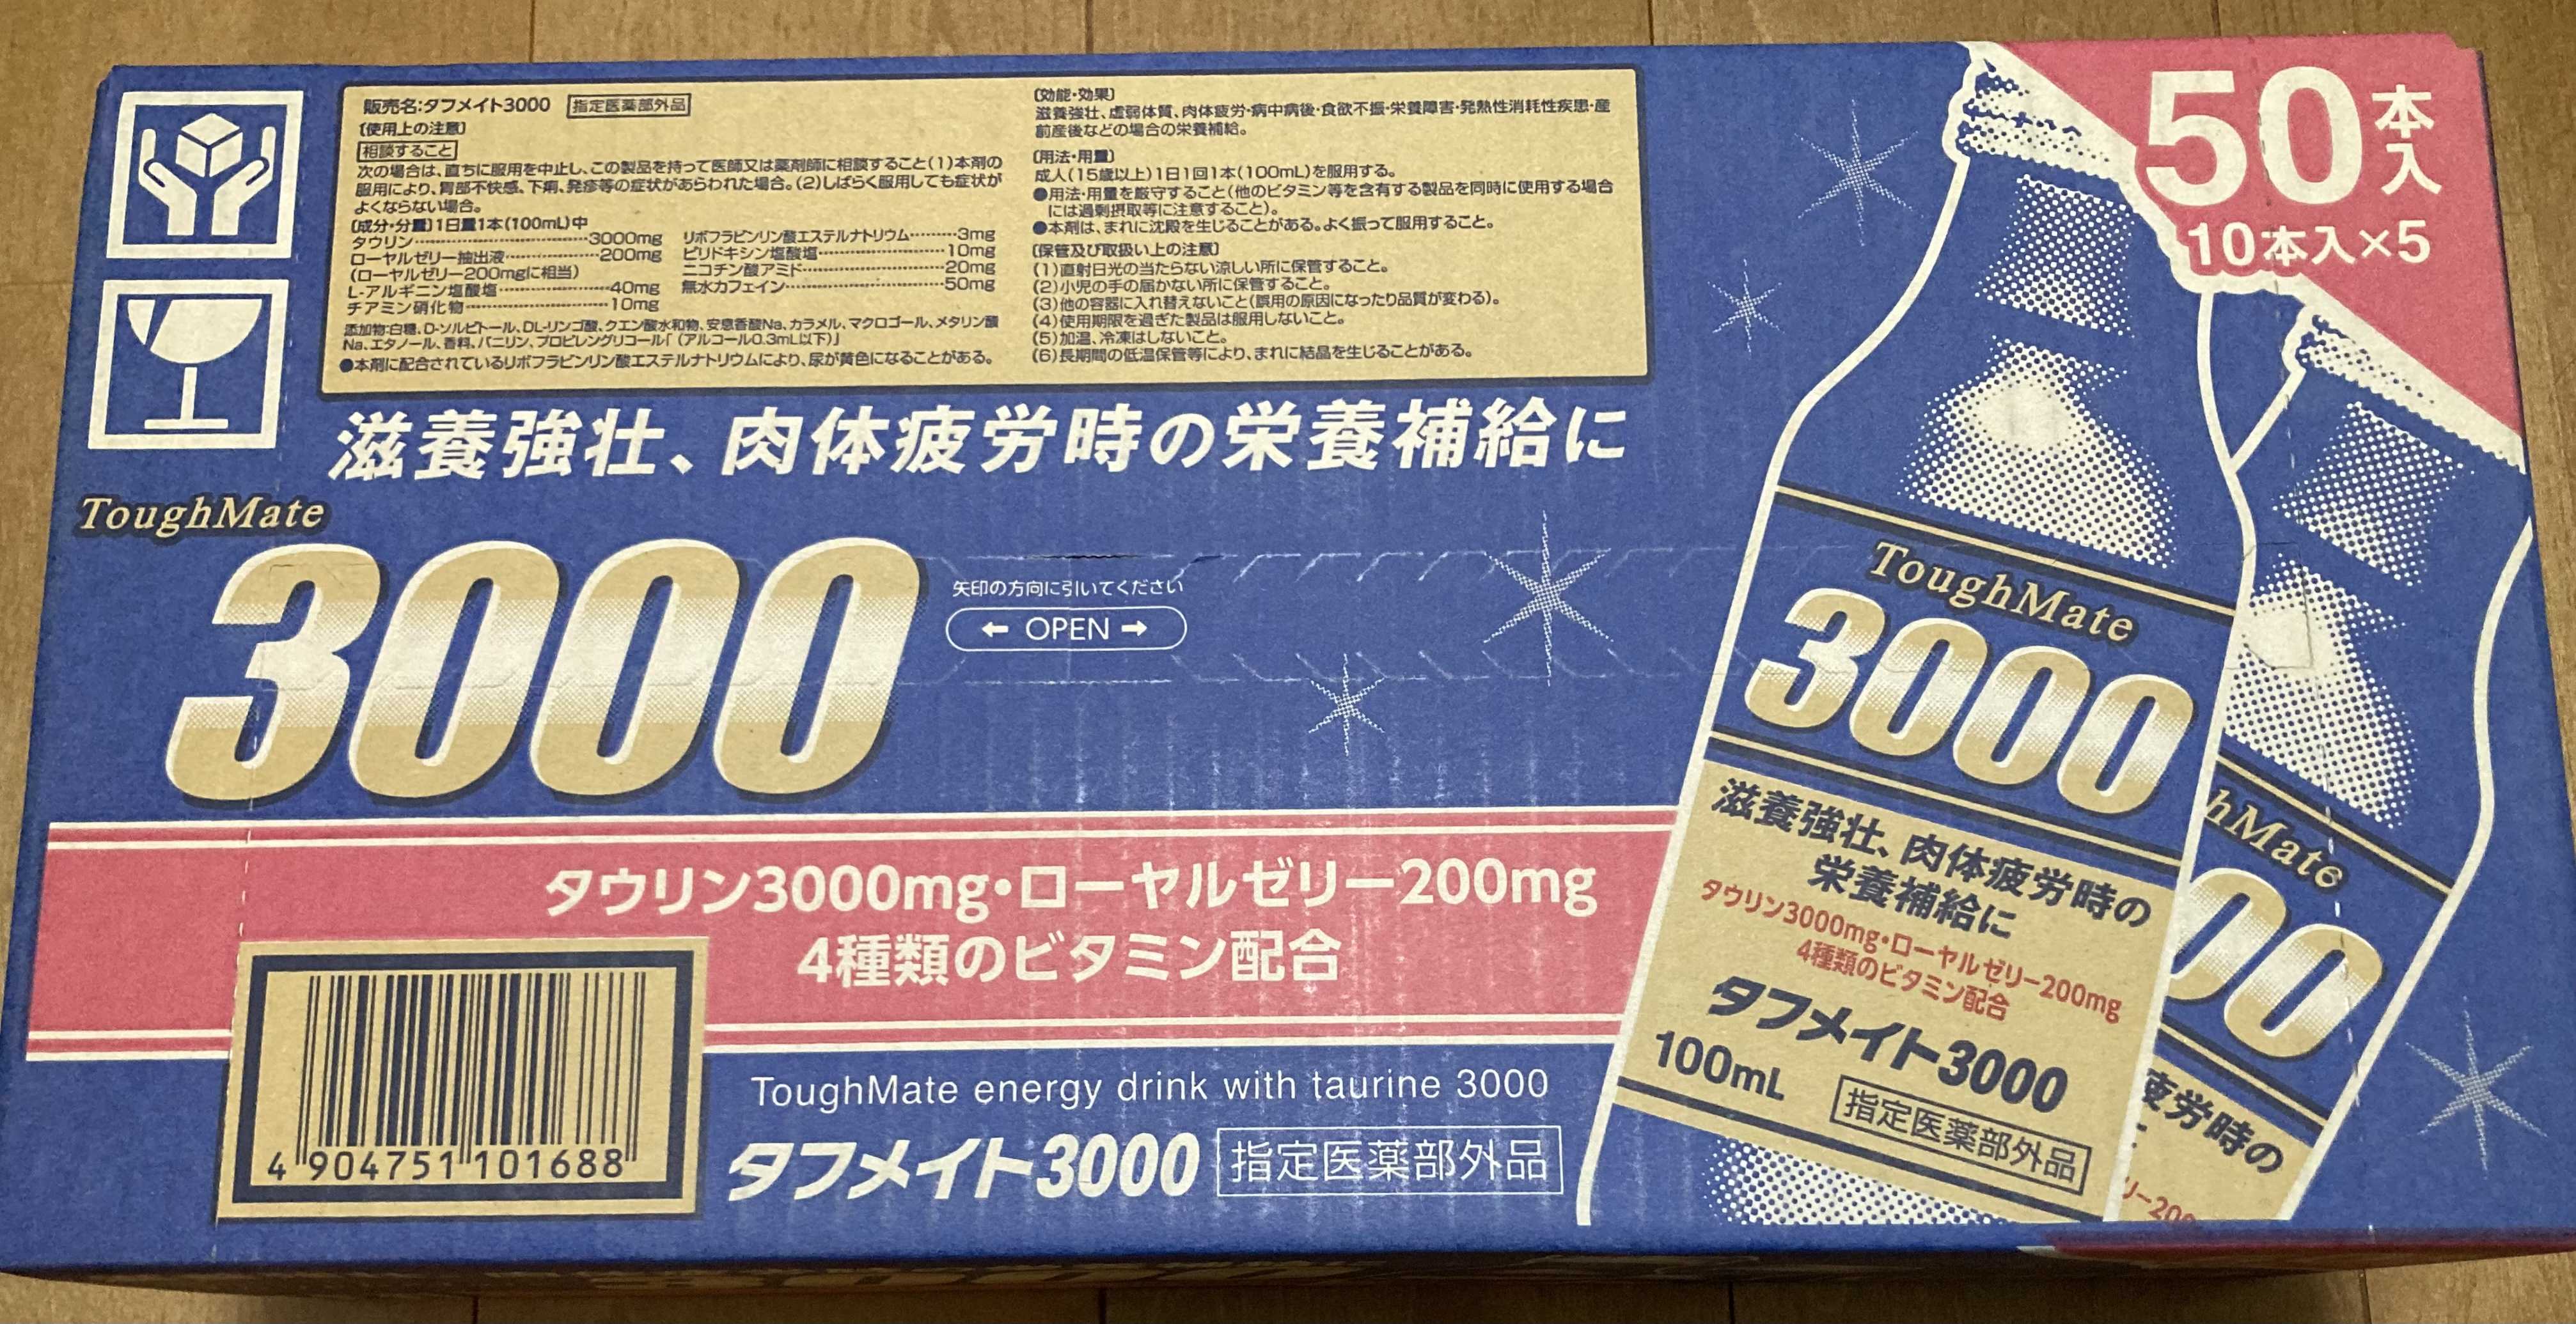 販売名:タフメイト3000 指定医薬部外品
〔使用上の注意〕
相談すること
次の場合は、直ちに服用を中止し、この製品を持って医師又は薬剤師に相談すること(1)本剤の
服用により、胃部不快感、下痢、発疹等の症状があらわれた場合。(2)しばらく服用しても症状が
よくならない場合。
〔成分・分量〕1日量1本(100mL)中
タウリン……………………3000mg
ローヤルゼリー抽出液…………200mg
(ローヤルゼリー200mgに相当)
L-アルギニン塩酸塩……………40mg
チアミン硝化物…………………10mg
リボフラビンリン酸エステルナトリウム………3mg
ピリドキシン塩酸塩………………10mg
ニコチン酸アミド…………………20mg
無水カフェイン……………………50mg
添加物:白糖、D-ソルビトール、DL-リンゴ酸、クエン酸水和物、安息香酸Na、カラメル、マクロゴール、メタリン酸
Na、エタノール、香料、バニリン、プロピレングリコール「(アルコール0.3mL以下)」
●本剤に配合されているリボフラビンリン酸エステルナトリウムにより、尿が黄色になることがある。
〔効能・効果〕
滋養強壮、虚弱体質、肉体疲労・病中病後・食欲不振・栄養障害・発熱性消耗性疾患・産
前産後などの場合の栄養補給。
〔用法・用量〕
成人(15歳以上)1日1回1本(100mL)を服用する。
●用法・用量を厳守すること(他のビタミン等を含有する製品を同時に使用する場合
には過剰摂取等に注意すること)。
●本剤は、まれに沈殿を生じることがある。よく振って服用すること。
〔保管及び取扱い上の注意〕
(1)直射日光の当たらない涼しい所に保管すること。
(2)小児の手の届かない所に保管すること。
(3)他の容器に入れ替えないこと(誤用の原因になったり品質が変わる)。
(4)使用期限を過ぎた製品は服用しないこと。
(5)加温、冷凍はしないこと。
(6)長期間の低温保管等により、まれに結晶を生じることがある。
50本入
10本入×5
滋養強壮、肉体疲労時の栄養補給に
ToughMate
3000
矢印の方向に引いてください
← OPEN →
タウリン3000mg・ローヤルゼリー200mg
4種類のビタミン配合
ToughMate energy drink with taurine 3000
タフメイト3000 指定医薬部外品
4 904751 101688
ToughMate
3000
滋養強壮、肉体疲労時の
栄養補給に
タウリン3000mg・ローヤルゼリー200mg
4種類のビタミン配合
タフメイト3000
100mL 指定医薬部外品
hMate
00
疲労時の
リー200